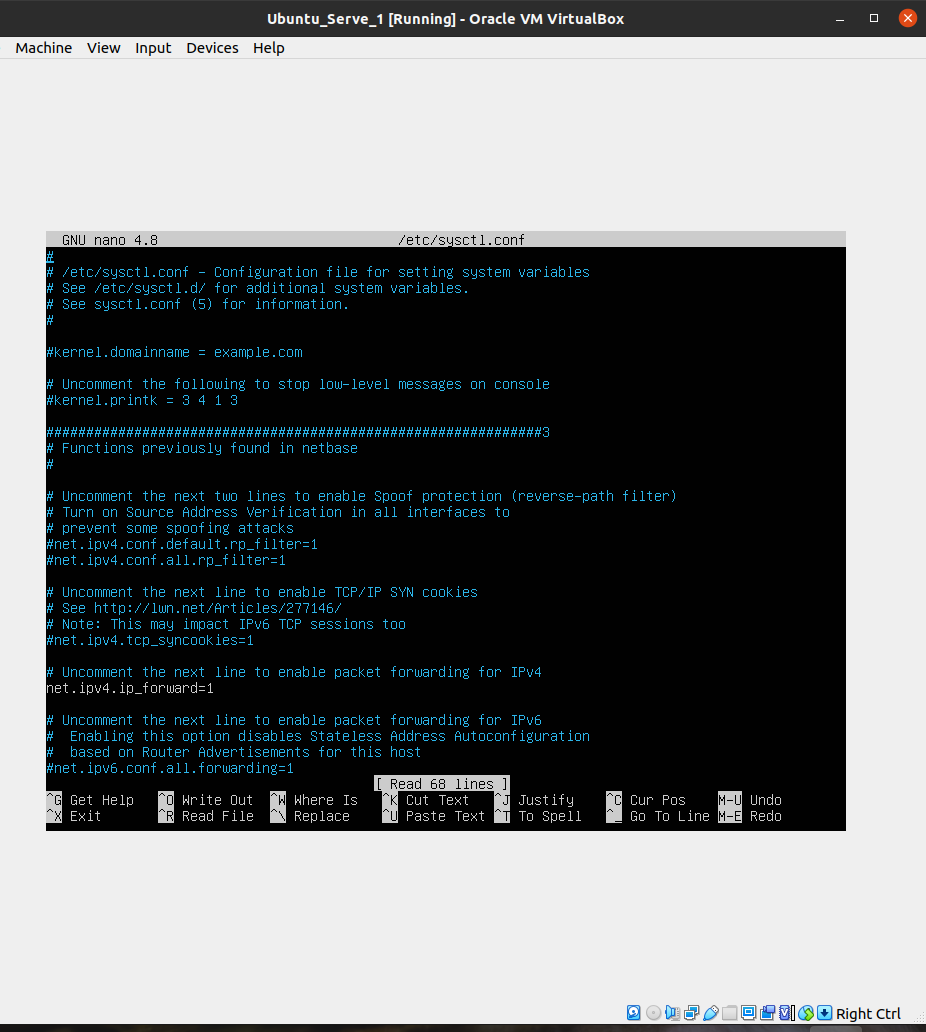 Ubuntu_Serve_1 [Running] - Oracle VM VirtualBox
Machine View Input Devices Help
GNU nano 4.8 /etc/sysctl.conf
#
# /etc/sysctl.conf - Configuration file for setting system variables
# See /etc/sysctl.d/ for additional system variables.
# See sysctl.conf (5) for information.
#
#kernel.domainname = example.com
# Uncomment the following to stop low-level messages on console
#kernel.printk = 3 4 1 3
##############################################################3
# Functions previously found in netbase
#
# Uncomment the next two lines to enable Spoof protection (reverse-path filter)
# Turn on Source Address Verification in all interfaces to
# prevent some spoofing attacks
#net.ipv4.conf.default.rp_filter=1
#net.ipv4.conf.all.rp_filter=1
# Uncomment the next line to enable TCP/IP SYN cookies
# See http://lwn.net/Articles/277146/
# Note: This may impact IPv6 TCP sessions too
#net.ipv4.tcp_syncookies=1
# Uncomment the next line to enable packet forwarding for IPv4
net.ipv4.ip_forward=1
# Uncomment the next line to enable packet forwarding for IPv6
#  Enabling this option disables Stateless Address Autoconfiguration
#  based on Router Advertisements for this host
#net.ipv6.conf.all.forwarding=1
[ Read 68 lines ]
^G Get Help ^O Write Out ^W Where Is ^K Cut Text ^J Justify ^C Cur Pos M-U Undo
^X Exit ^R Read File ^\ Replace ^U Paste Text ^T To Spell ^_ Go To Line M-E Redo
Right Ctrl